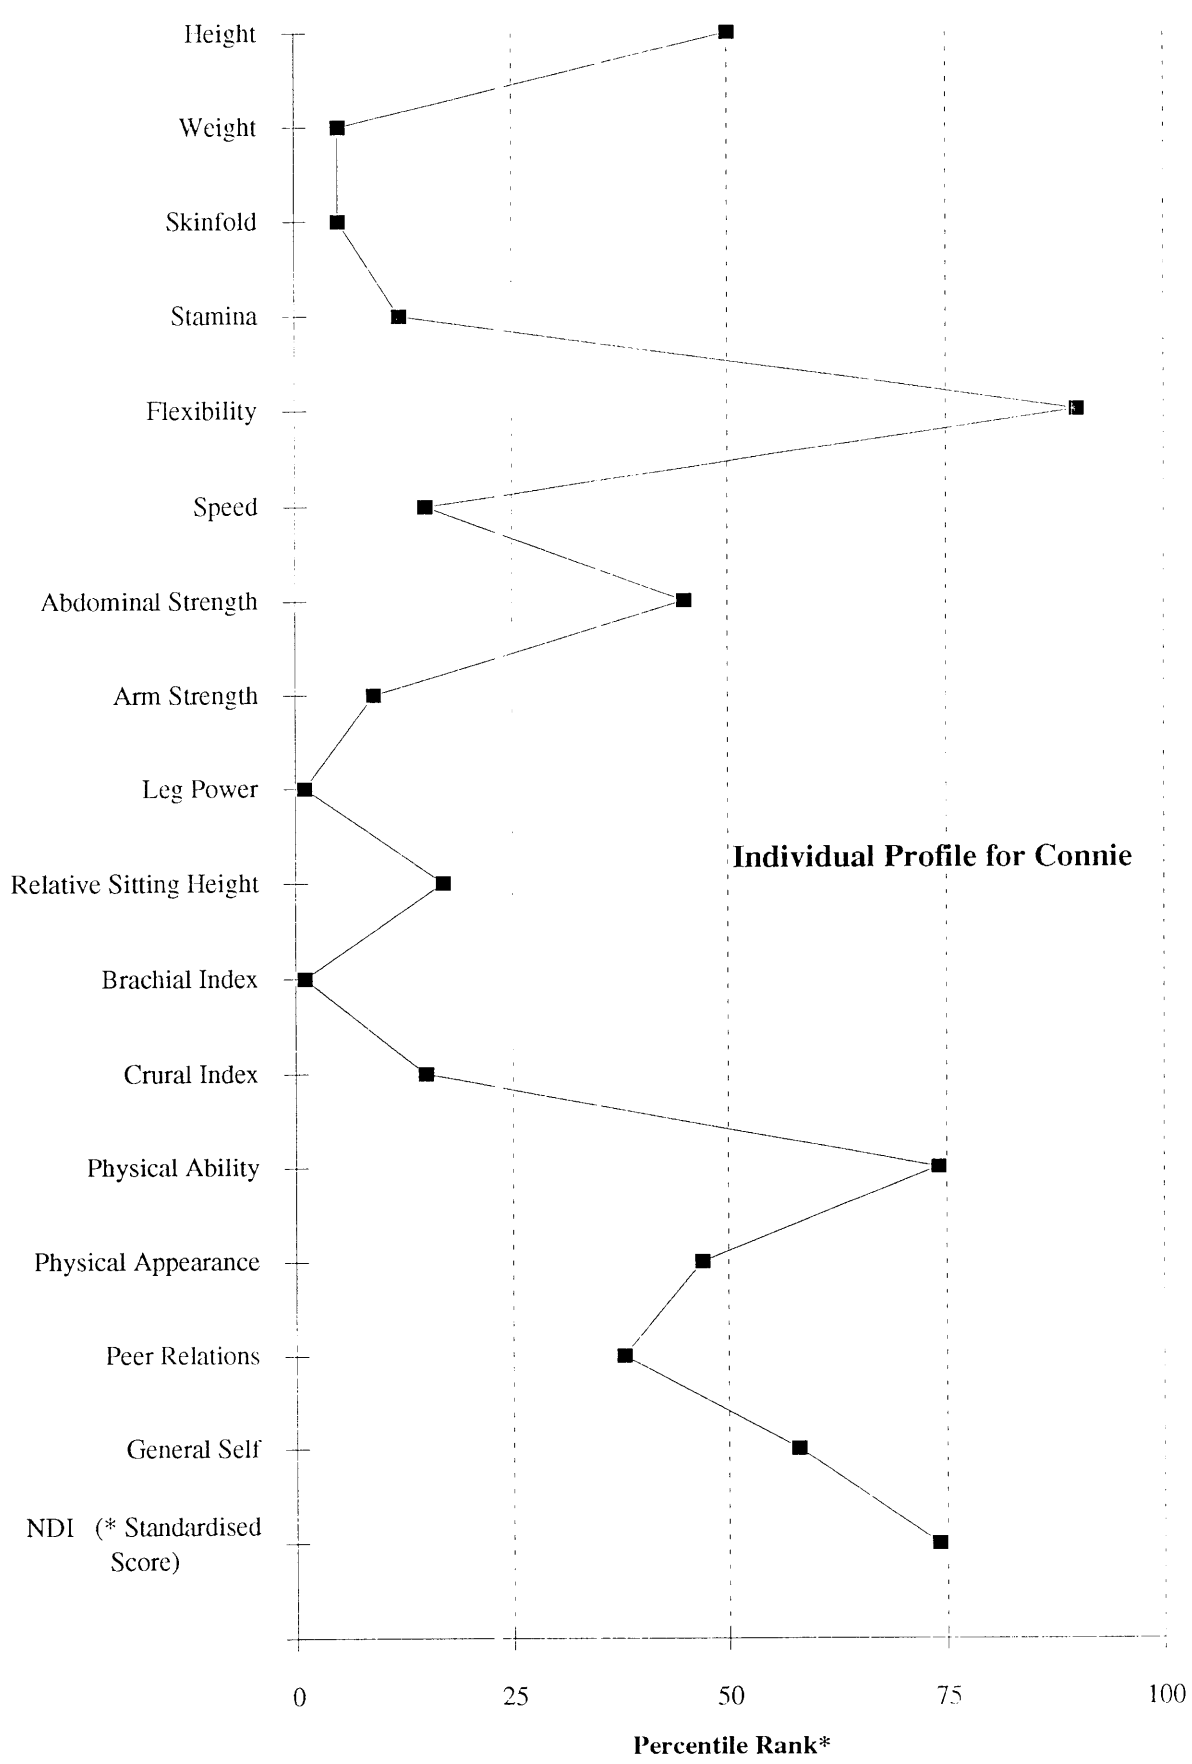 Height
Weight
Skinfold
Stamina
Flexibility
Speed
Abdominal Strength
Arm Strength
Leg Power
Individual Profile for Connie
Relative Sitting Height
Brachial Index
Crural Index
Physical Ability
Physical Appearance
Peer Relations
General Self
NDI (* Standardised
Score)
0 25 50 75 100
Percentile Rank*